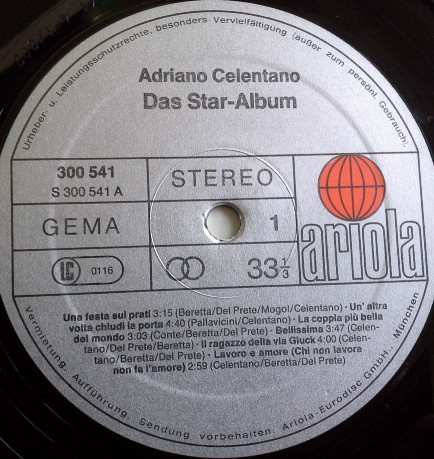 Urheber- u. Leistungsschutzrechte, besonders Vervielfältigung (außer zum persönl. Gebrauch),
Adriano Celentano
Das Star-Album
300 541
S 300 541 A
STEREO
GEMA
1
LC 0116
33 1/3
ariola
Una festa sui prati 3:15 (Beretta/Del Prete/Mogol/Celentano) · Un' altra
volta chiudi la porta 4:40 (Pallavicini/Celentano) · La coppia più bella
del mondo 3:03 (Conte/Beretta/Del Prete) · Bellissima 3:47 (Celen-
tano/Del Prete/Beretta) · Il ragazzo della via Gluck 4:00 (Celen-
tano/Beretta/Del Prete) · Lavoro e amore (Chi non lavora
non fa l'amore) 2:59 (Celentano/Beretta/Del Prete)
Vermietung, Aufführung, Sendung vorbehalten. Ariola-Eurodisc GmbH., München